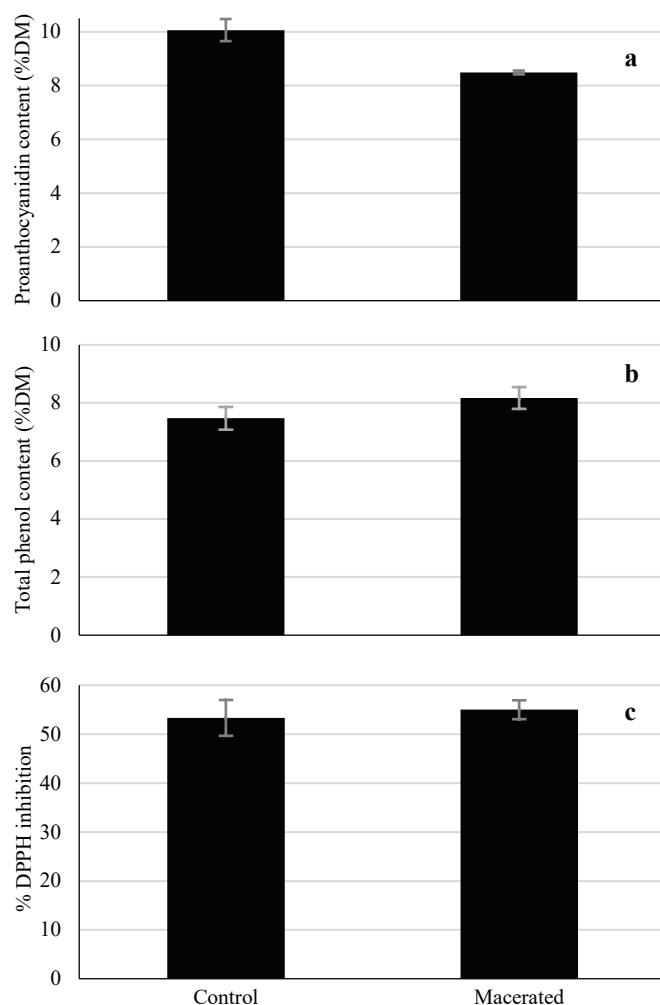 Proanthocyanidin content (%DM)
10
8
6
4
2
0
a
Total phenol content (%DM)
10
8
6
4
2
0
b
% DPPH inhibition
60
50
40
30
20
10
0
c
Control Macerated